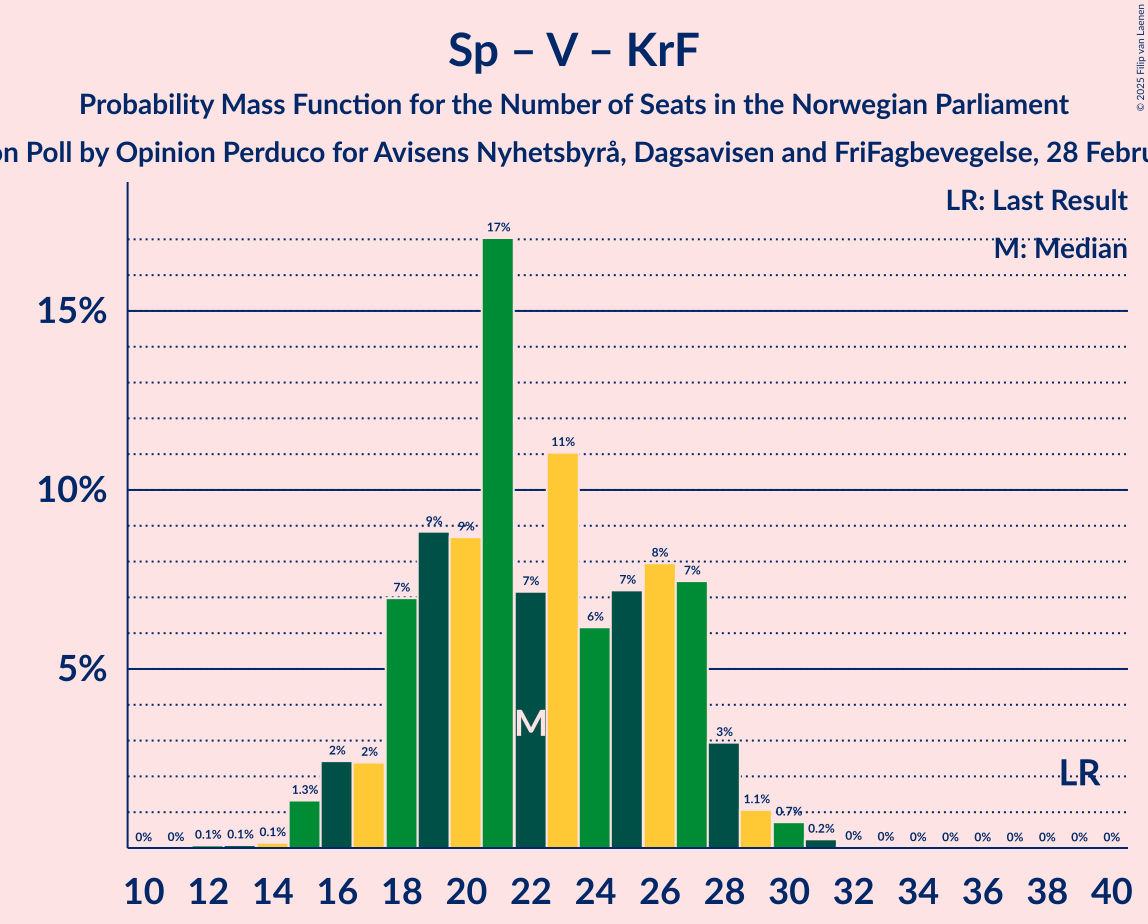 © 2025 Filip van Laenen
Sp – V – KrF
Probability Mass Function for the Number of Seats in the Norwegian Parliament
on Poll by Opinion Perduco for Avisens Nyhetsbyrå, Dagsavisen and FriFagbevegelse, 28 Febru
LR: Last Result
M: Median
15%
10%
5%
0% 0% 0.1% 0.1% 0.1% 1.3% 2% 2% 7% 9% 9% 17% 7% 11% 6% 7% 8% 7% 3% 1.1% 0.7% 0.2% 0% 0% 0% 0% 0% 0% 0% 0% 0%
M
LR
10 12 14 16 18 20 22 24 26 28 30 32 34 36 38 40